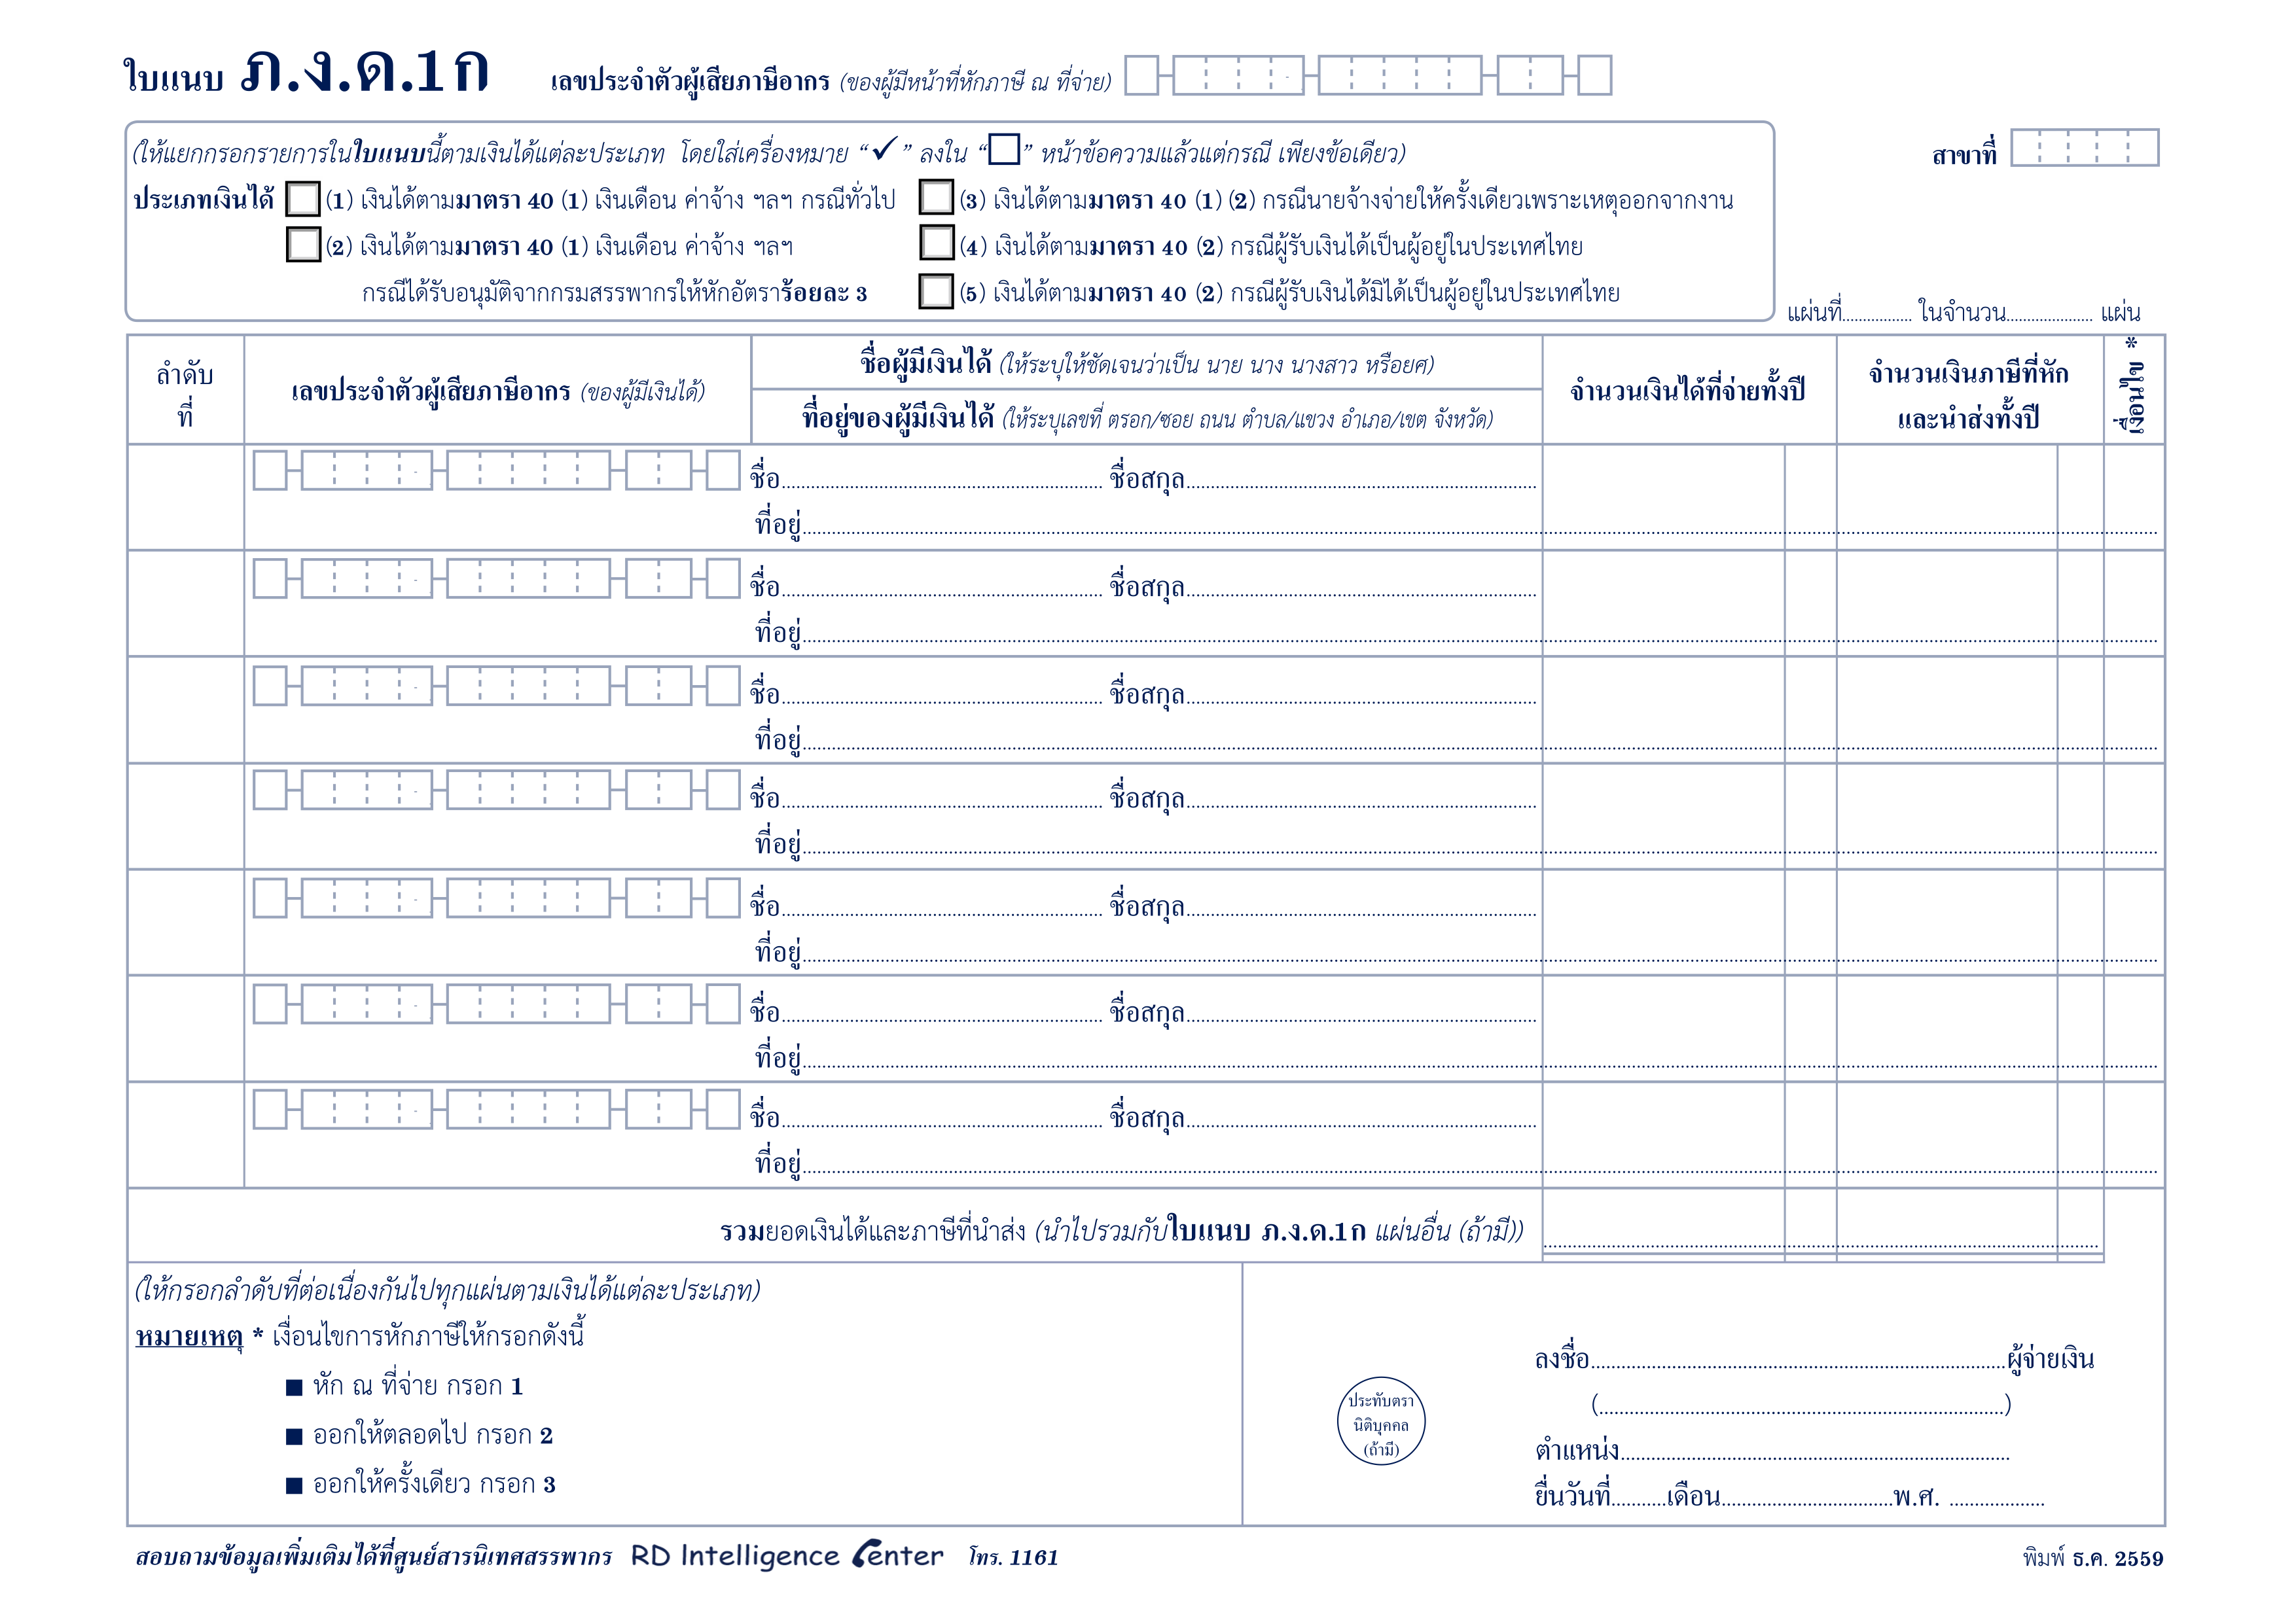 ใบแนบ ภ.ง.ด.1ก เลขประจำตัวผู้เสียภาษีอากร (ของผู้มีหน้าที่หักภาษี ณ ที่จ่าย)
(ให้แยกกรอกรายการในใบแนบนี้ตามเงินได้แต่ละประเภท โดยใส่เครื่องหมาย “✓” ลงใน “☐” หน้าข้อความแล้วแต่กรณี เพียงข้อเดียว)
สาขาที่
ประเภทเงินได้ (1) เงินได้ตามมาตรา 40 (1) เงินเดือน ค่าจ้าง ฯลฯ กรณีทั่วไป (3) เงินได้ตามมาตรา 40 (1) (2) กรณีนายจ้างจ่ายให้ครั้งเดียวเพราะเหตุออกจากงาน
(2) เงินได้ตามมาตรา 40 (1) เงินเดือน ค่าจ้าง ฯลฯ (4) เงินได้ตามมาตรา 40 (2) กรณีผู้รับเงินได้เป็นผู้อยู่ในประเทศไทย
กรณีได้รับอนุมัติจากกรมสรรพากรให้หักอัตราร้อยละ 3 (5) เงินได้ตามมาตรา 40 (2) กรณีผู้รับเงินได้มิได้เป็นผู้อยู่ในประเทศไทย
แผ่นที่................ ในจำนวน.................... แผ่น
ลำดับ
ที่
เลขประจำตัวผู้เสียภาษีอากร (ของผู้มีเงินได้)
ชื่อผู้มีเงินได้ (ให้ระบุให้ชัดเจนว่าเป็น นาย นาง นางสาว หรือยศ)
ที่อยู่ของผู้มีเงินได้ (ให้ระบุเลขที่ ตรอก/ซอย ถนน ตำบล/แขวง อำเภอ/เขต จังหวัด)
จำนวนเงินได้ที่จ่ายทั้งปี
จำนวนเงินภาษีที่หัก
และนำส่งทั้งปี
เงื่อนไข *
ชื่อ.................... ชื่อสกุล....................
ที่อยู่....................
ชื่อ.................... ชื่อสกุล....................
ที่อยู่....................
ชื่อ.................... ชื่อสกุล....................
ที่อยู่....................
ชื่อ.................... ชื่อสกุล....................
ที่อยู่....................
ชื่อ.................... ชื่อสกุล....................
ที่อยู่....................
ชื่อ.................... ชื่อสกุล....................
ที่อยู่....................
ชื่อ.................... ชื่อสกุล....................
ที่อยู่....................
รวมยอดเงินได้และภาษีที่นำส่ง (นำไปรวมกับใบแนบ ภ.ง.ด.1ก แผ่นอื่น (ถ้ามี))
(ให้กรอกลำดับที่ต่อเนื่องกันไปทุกแผ่นตามเงินได้แต่ละประเภท)
หมายเหตุ * เงื่อนไขการหักภาษีให้กรอกดังนี้
■ หัก ณ ที่จ่าย กรอก 1
■ ออกให้ตลอดไป กรอก 2
■ ออกให้ครั้งเดียว กรอก 3
ประทับตรา
นิติบุคคล
(ถ้ามี)
ลงชื่อ....................ผู้จ่ายเงิน
(....................)
ตำแหน่ง....................
ยื่นวันที่...........เดือน....................พ.ศ. ...................
สอบถามข้อมูลเพิ่มเติมได้ที่ศูนย์สารนิเทศสรรพากร RD Intelligence Center โทร. 1161
พิมพ์ ธ.ค. 2559